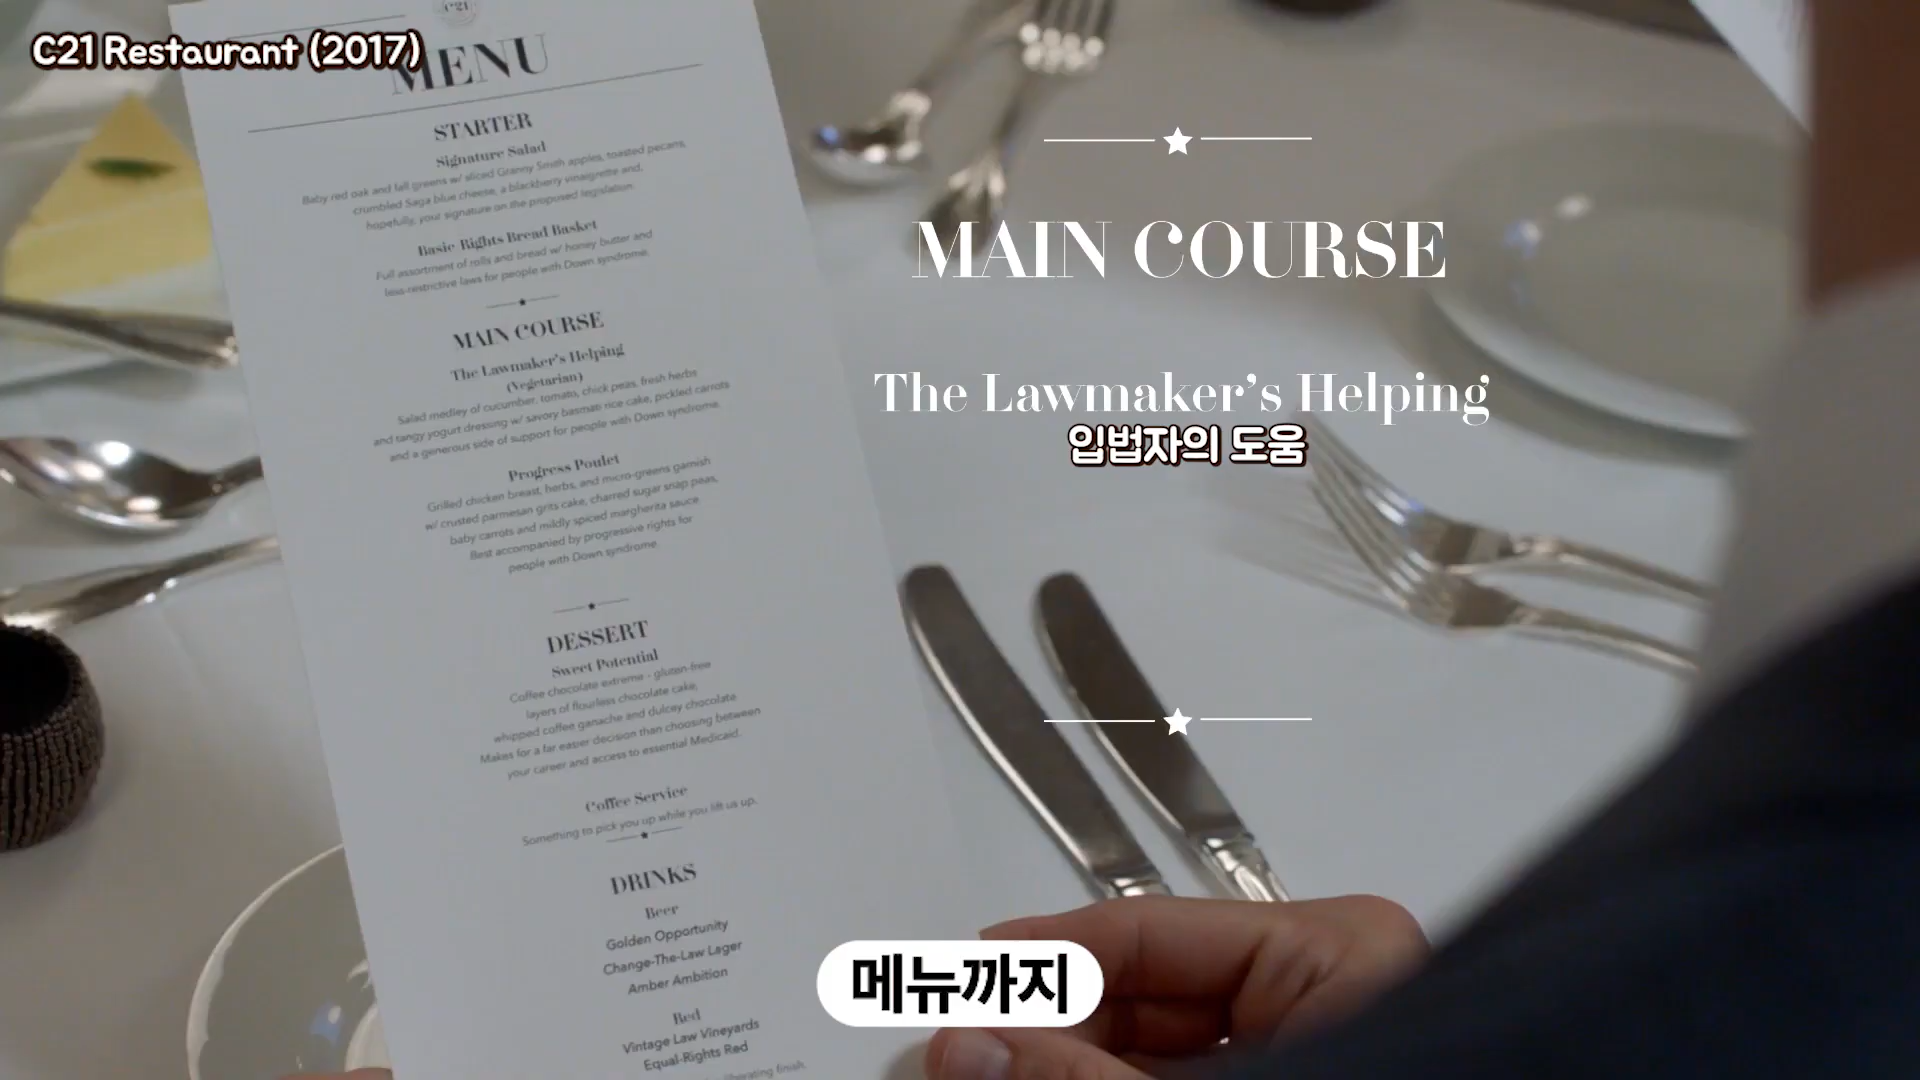 C21 Restaurant (2017)
C21
MENU
STARTER
Signature Salad
Baby red oak and fall greens w/ sliced Granny Smith apples, toasted pecans,
crumbled Saga blue cheese, a blackberry vinaigrette and,
hopefully, your signature on the proposed legislation.
Basic Rights Bread Basket
Full assortment of rolls and bread w/ honey butter and
less-restrictive laws for people with Down syndrome.
MAIN COURSE
The Lawmaker's Helping
(Vegetarian)
Salad medley of cucumber, tomato, chick peas, fresh herbs
and tangy yogurt dressing w/ savory basmati rice cake, pickled carrots
and a generous side of support for people with Down syndrome.
Progress Poulet
Grilled chicken breast, herbs, and micro-greens garnish
w/ crusted parmesan grits cake, charred sugar snap peas,
baby carrots and mildly spiced margherita sauce.
Best accompanied by progressive rights for
people with Down syndrome.
DESSERT
Sweet Potential
Coffee chocolate extreme - gluten-free
layers of flourless chocolate cake,
whipped coffee ganache and dulcey chocolate
Makes for a far easier decision than choosing between
your career and access to essential Medicaid.
Coffee Service
Something to pick you up while you lift us up.
DRINKS
Beer
Golden Opportunity
Change-The-Law Lager
Amber Ambition
Red
Vintage Law Vineyards
Equal-Rights Red
liberating finish.
MAIN COURSE
The Lawmaker's Helping
입법자의 도움
메뉴까지